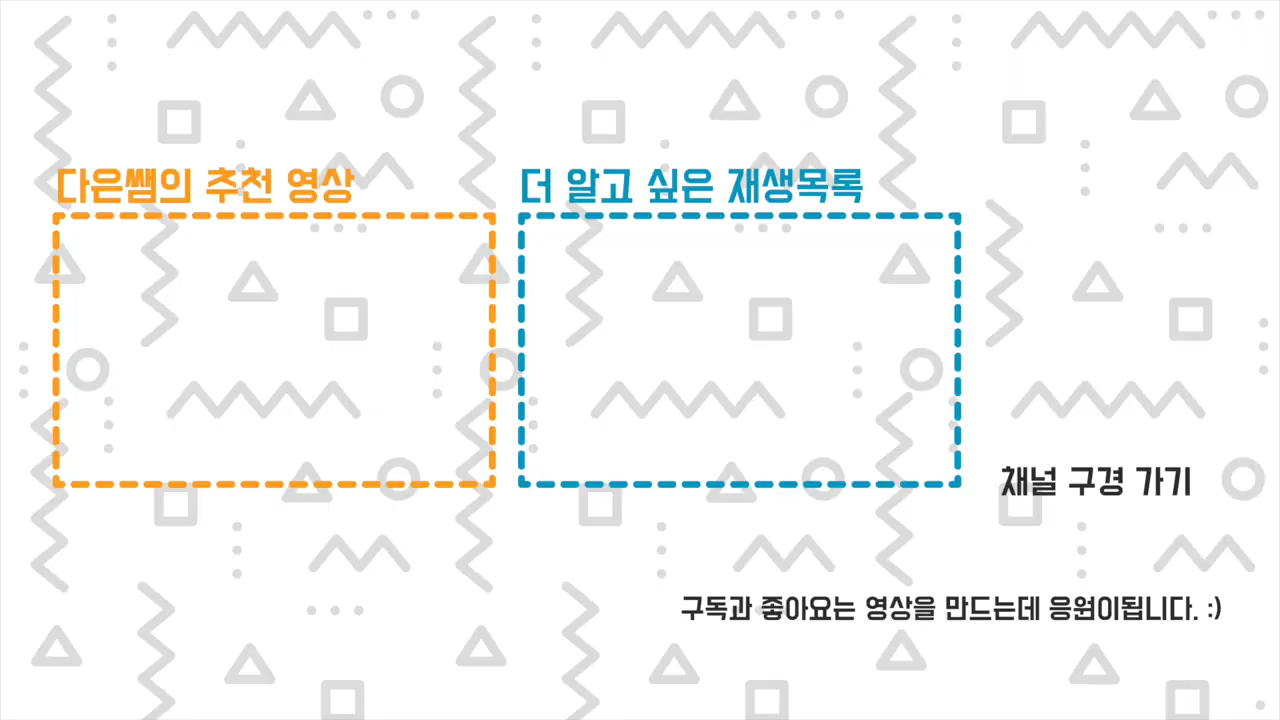 다은쌤의 추천 영상
더 알고 싶은 재생목록
채널 구경 가기
구독과 좋아요는 영상을 만드는데 응원이됩니다. :)